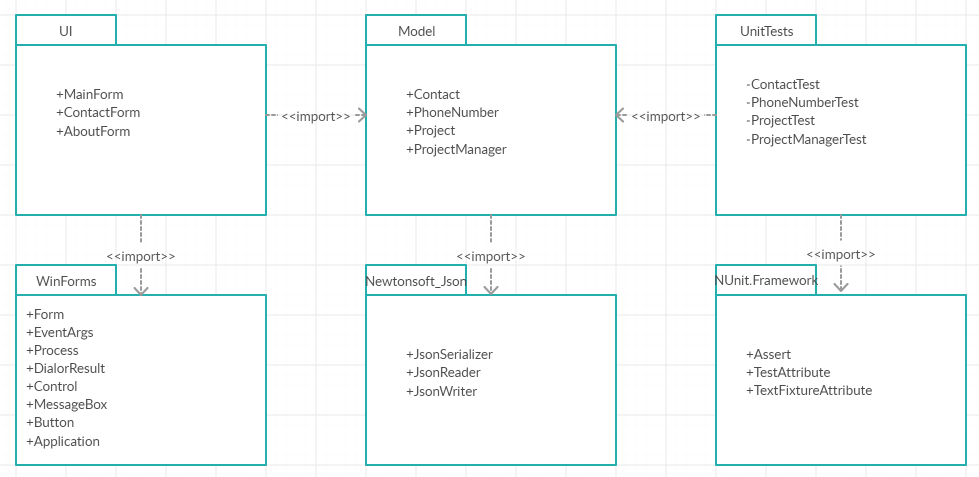 UI
+MainForm
+ContactForm
+AboutForm
<<import>>
Model
+Contact
+PhoneNumber
+Project
+ProjectManager
<<import>>
UnitTests
-ContactTest
-PhoneNumberTest
-ProjectTest
-ProjectManagerTest
<<import>>
<<import>>
<<import>>
WinForms
+Form
+EventArgs
+Process
+DialorResult
+Control
+MessageBox
+Button
+Application
Newtonsoft_Json
+JsonSerializer
+JsonReader
+JsonWriter
NUnit.Framework
+Assert
+TestAttribute
+TextFixtureAttribute